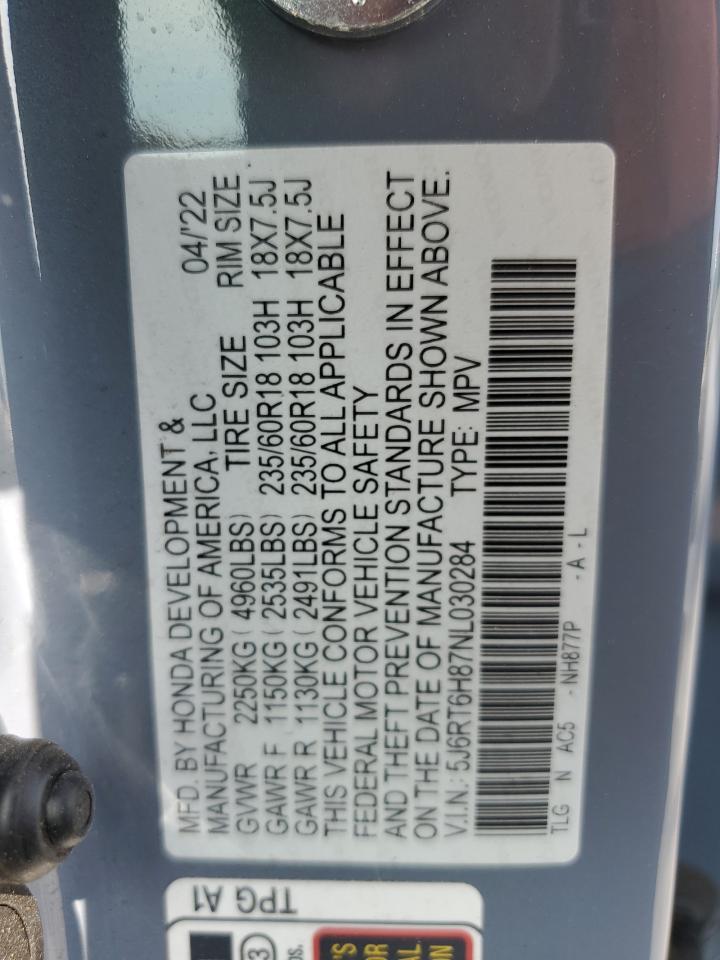 MFD. BY HONDA DEVELOPMENT &
MANUFACTURING OF AMERICA, LLC 04/'22
GVWR 2250KG ( 4960LBS) TIRE SIZE RIM SIZE
GAWR F 1150KG ( 2535LBS) 235/60R18 103H 18X7.5J
GAWR R 1130KG ( 2491LBS) 235/60R18 103H 18X7.5J
THIS VEHICLE CONFORMS TO ALL APPLICABLE
FEDERAL MOTOR VEHICLE SAFETY
AND THEFT PREVENTION STANDARDS IN EFFECT
ON THE DATE OF MANUFACTURE SHOWN ABOVE.
V.I.N.: 5J6RT6H87NL030284 TYPE: MPV
TLG N AC5 - NH877P - A - L
TPG A1